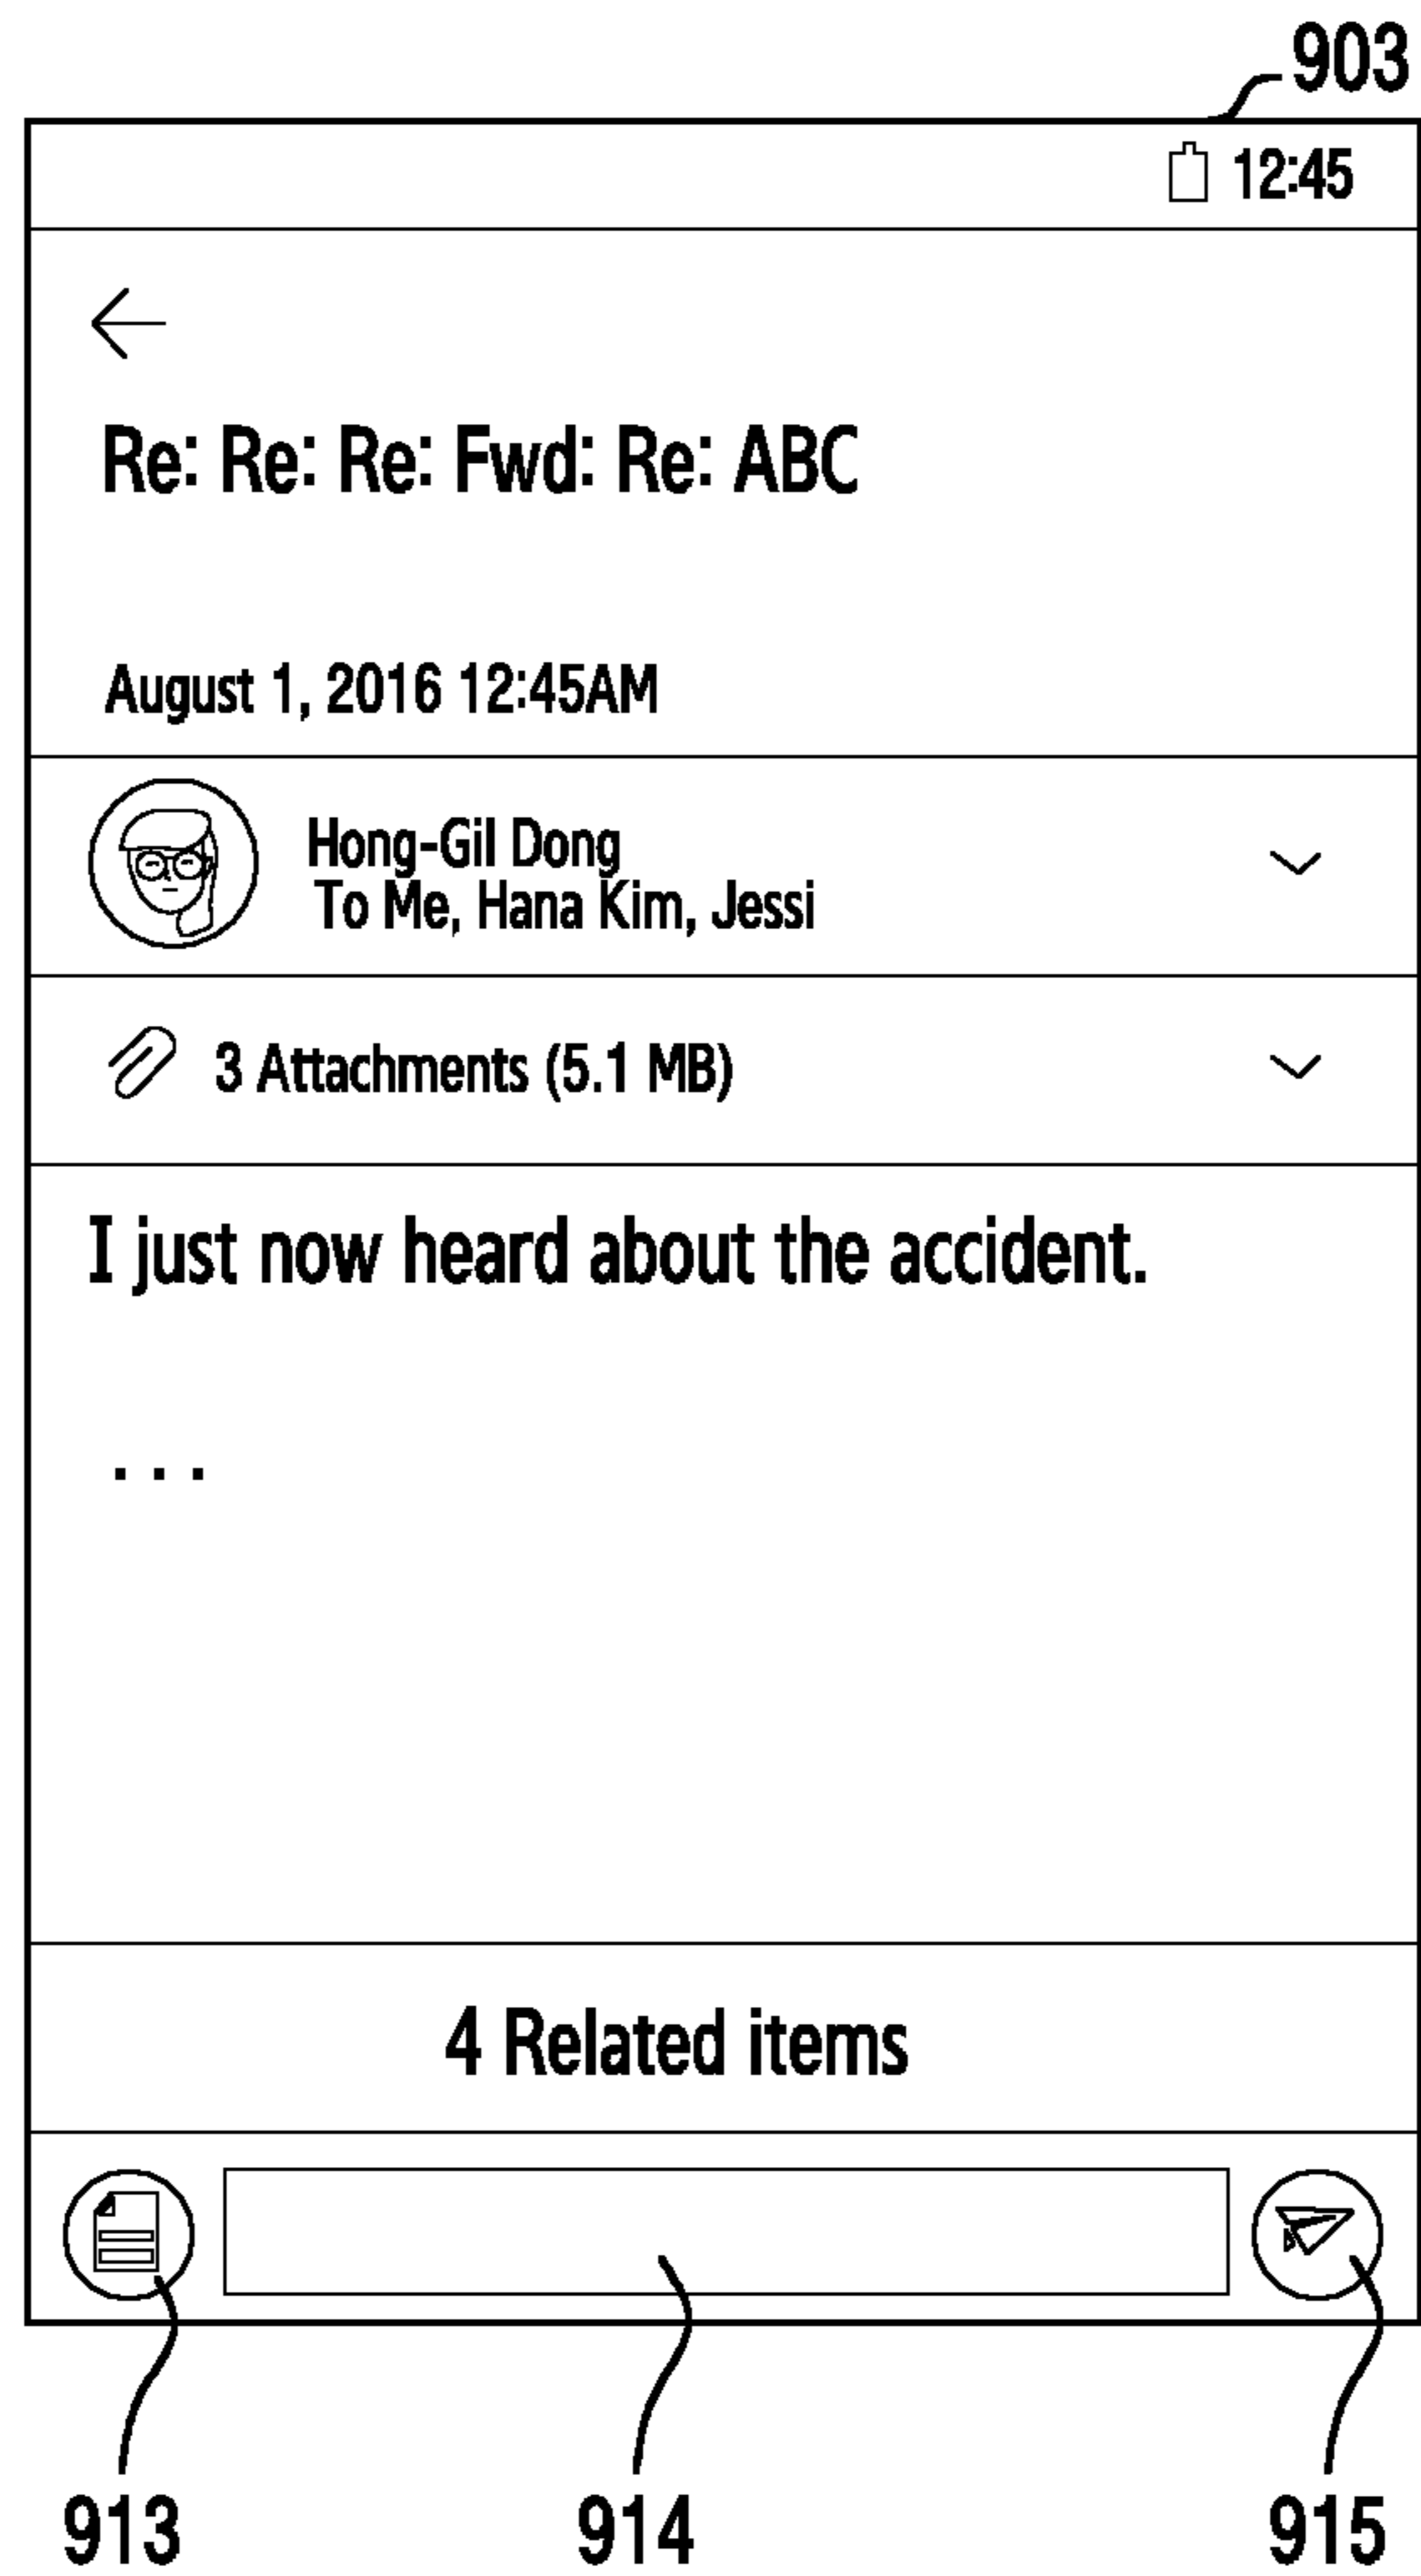 903
12:45
Re: Re: Re: Fwd: Re: ABC
August 1, 2016 12:45AM
Hong-Gil Dong
To Me, Hana Kim, Jessi
3 Attachments (5.1 MB)
I just now heard about the accident.
...
4 Related items
913 914 915